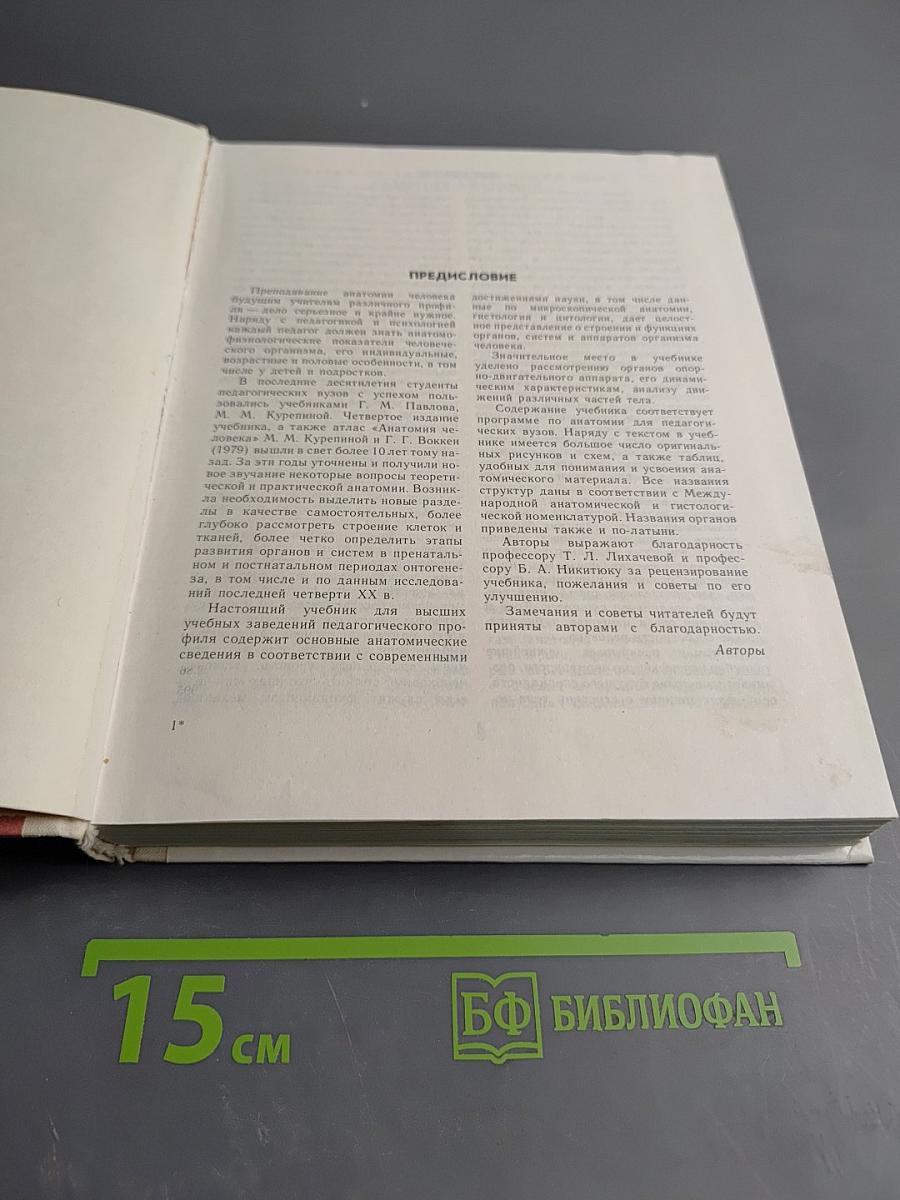 ПРЕДИСЛОВИЕ
Преподавание анатомии человека
будущим учителям различного профи-
ля — дело серьезное и крайне нужное.
Наряду с педагогикой и психологией
каждый педагог должен знать анатомо-
физиологические показатели человече-
ского организма, его индивидуальные,
возрастные и половые особенности, в том
числе у детей и подростков.
В последние десятилетия студенты
педагогических вузов с успехом поль-
зовались учебниками Г. М. Павлова,
М. М. Курепиной. Четвертое издание
учебника, а также атлас «Анатомия че-
ловека» М. М. Курепиной и Г. Г. Воккен
(1979) вышли в свет более 10 лет тому на-
зад. За эти годы уточнены и получили но-
вое звучание некоторые вопросы теорети-
ческой и практической анатомии. Возник-
ла необходимость выделить новые разде-
лы в качестве самостоятельных, более
глубоко рассмотреть строение клеток и
тканей, более четко определить этапы
развития органов и систем в пренаталь-
ном и постнатальном периодах онтогене-
за, в том числе и по данным исследова-
ний последней четверти XX в.
Настоящий учебник для высших
учебных заведений педагогического про-
филя содержит основные анатомические
сведения в соответствии с современными
достижениями науки, в том числе дан-
ные по микроскопической анатомии,
гистологии и цитологии, дает целост-
ное представление о строении и функциях
органов, систем и аппаратов организма
человека.
Значительное место в учебнике
уделено рассмотрению органов опор-
но-двигательного аппарата, его динами-
ческим характеристикам, анализу дви-
жений различных частей тела.
Содержание учебника соответствует
программе по анатомии для педагоги-
ческих вузов. Наряду с текстом в учеб-
нике имеется большое число оригиналь-
ных рисунков и схем, а также таблиц,
удобных для понимания и усвоения ана-
томического материала. Все названия
структур даны в соответствии с Между-
народной анатомической и гистологи-
ческой номенклатурой. Названия органов
приведены также и по-латыни.
Авторы выражают благодарность
профессору Т. Л. Лихачевой и профес-
сору Б. А. Никитюку за рецензирование
учебника, пожелания и советы по его
улучшению.
Замечания и советы читателей будут
приняты авторами с благодарностью.
Авторы
1*
15 см
БФ БИБЛИОФАН